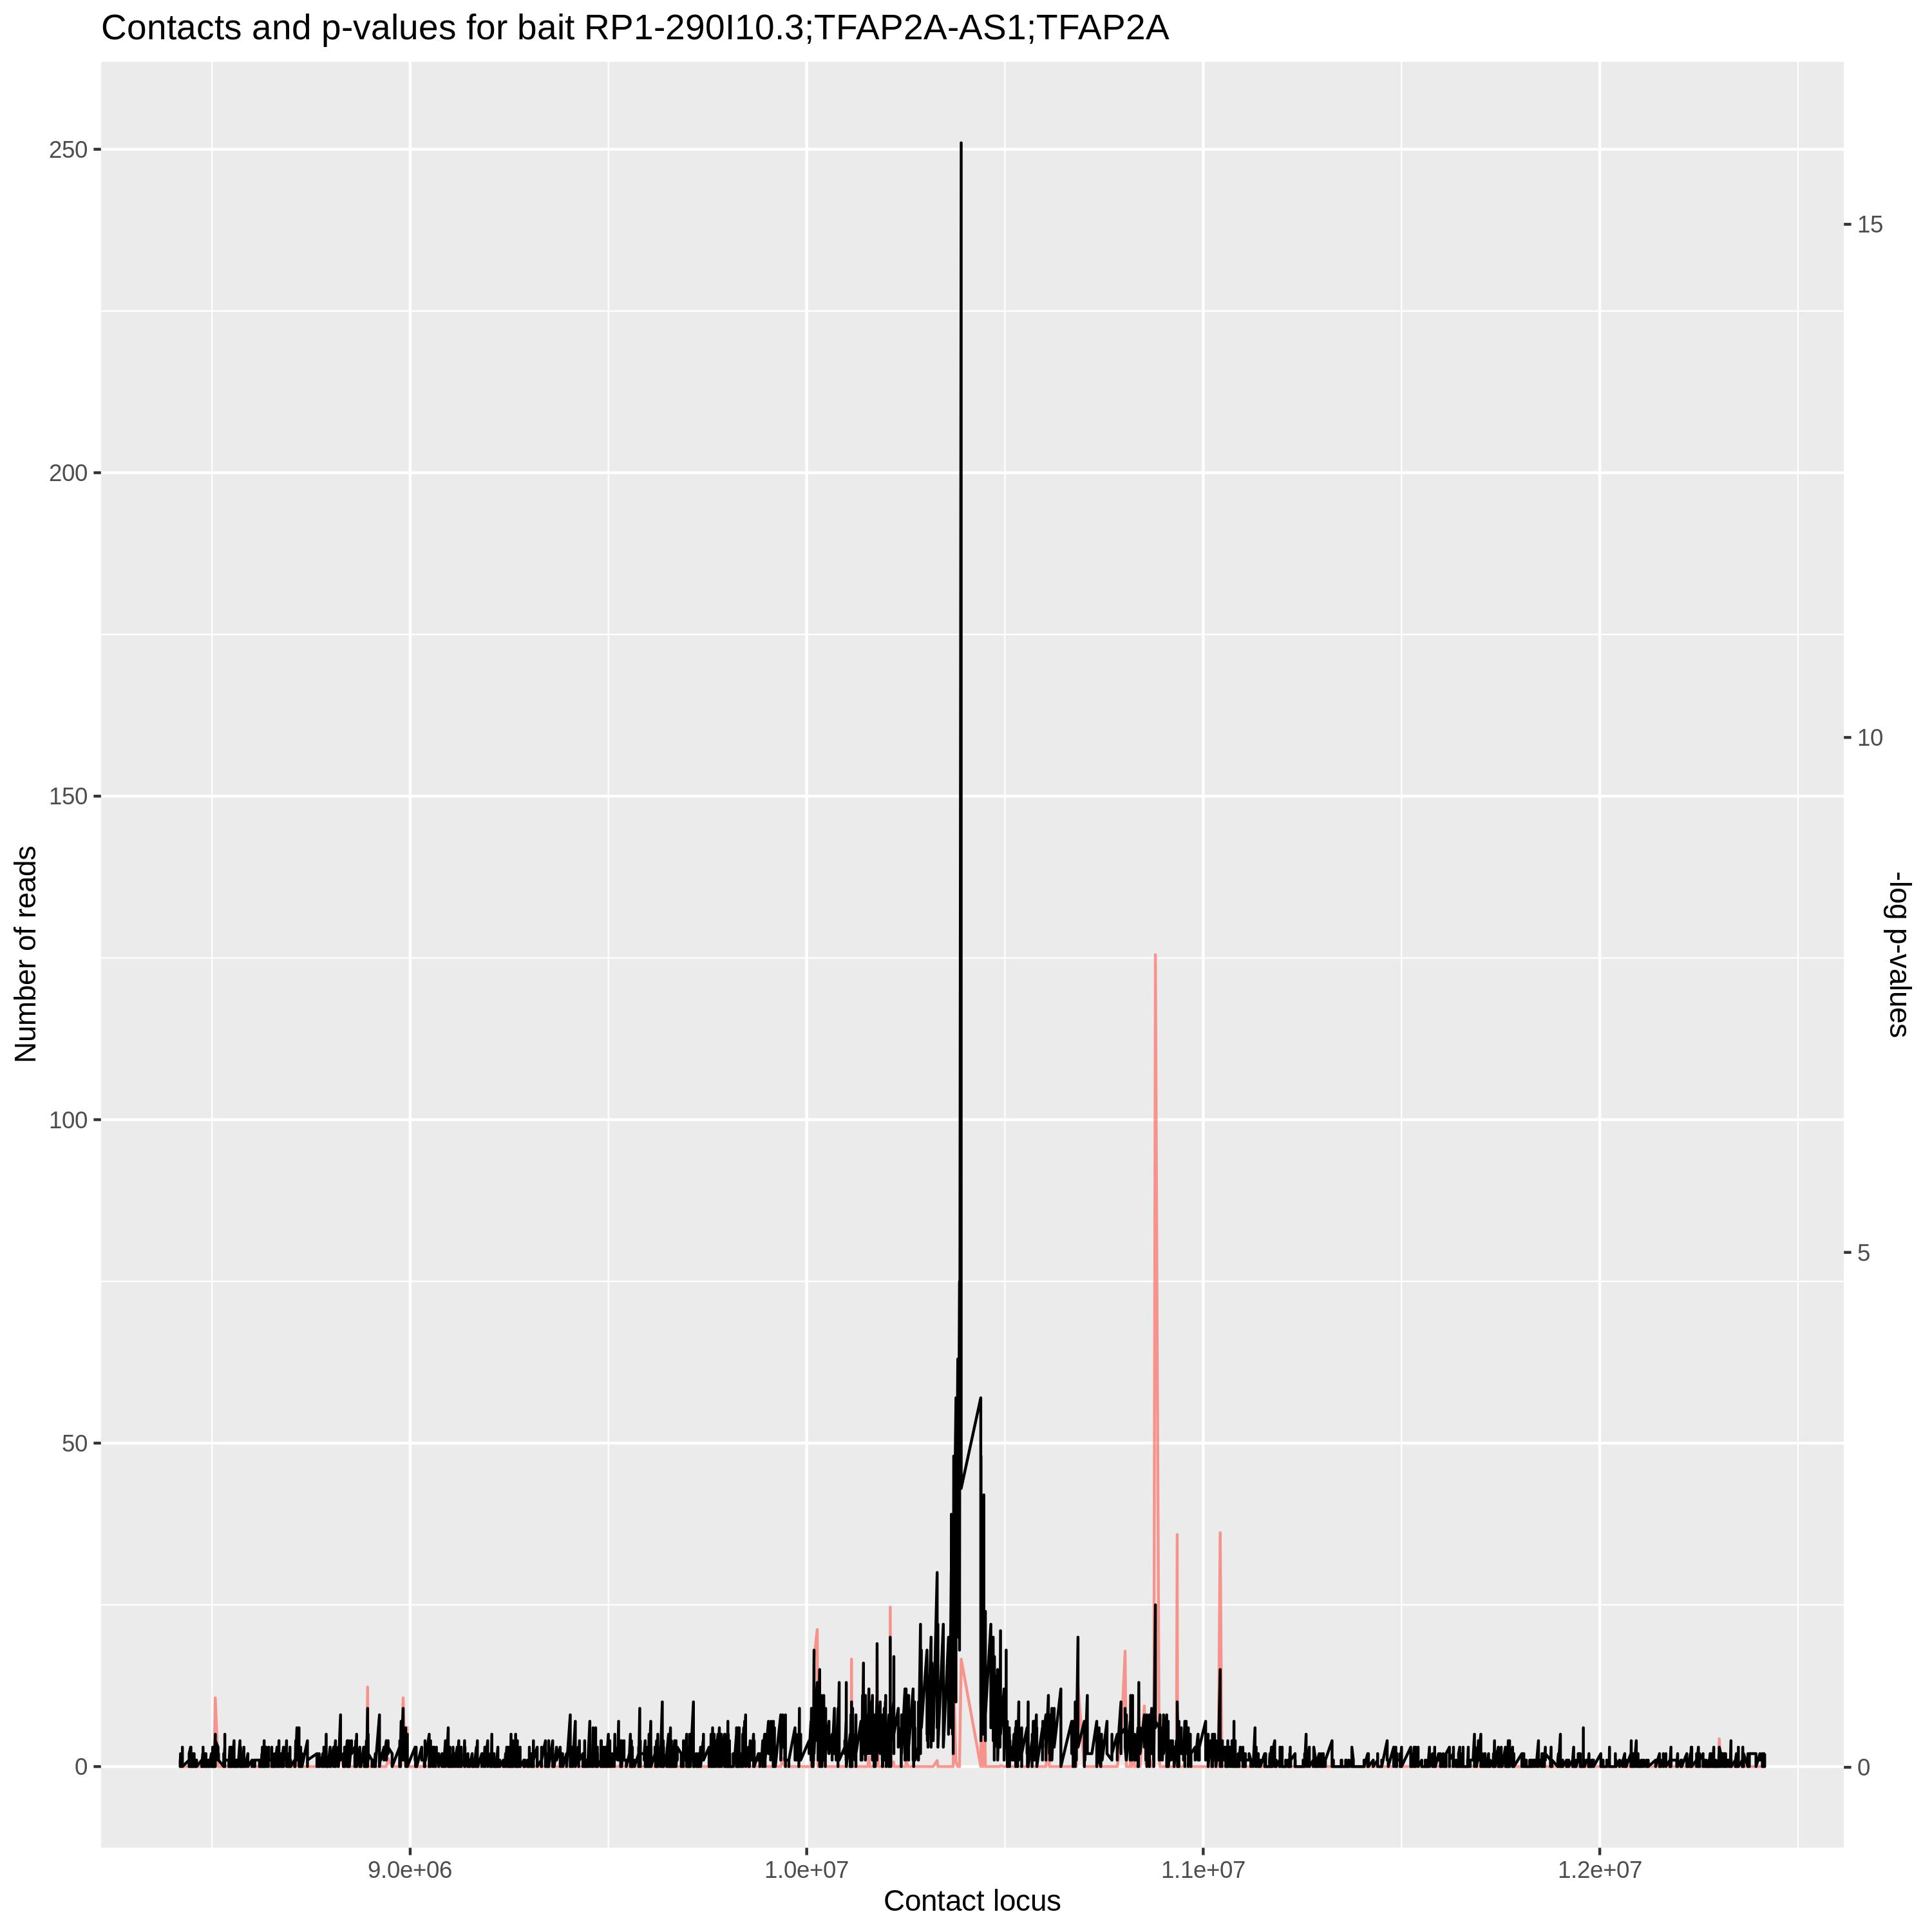 Contacts and p-values for bait RP1-290I10.3;TFAP2A-AS1;TFAP2A
250
200
150
100
50
0
Number of reads
15
10
5
0
-log p-values
9.0e+06
1.0e+07
1.1e+07
1.2e+07
Contact locus